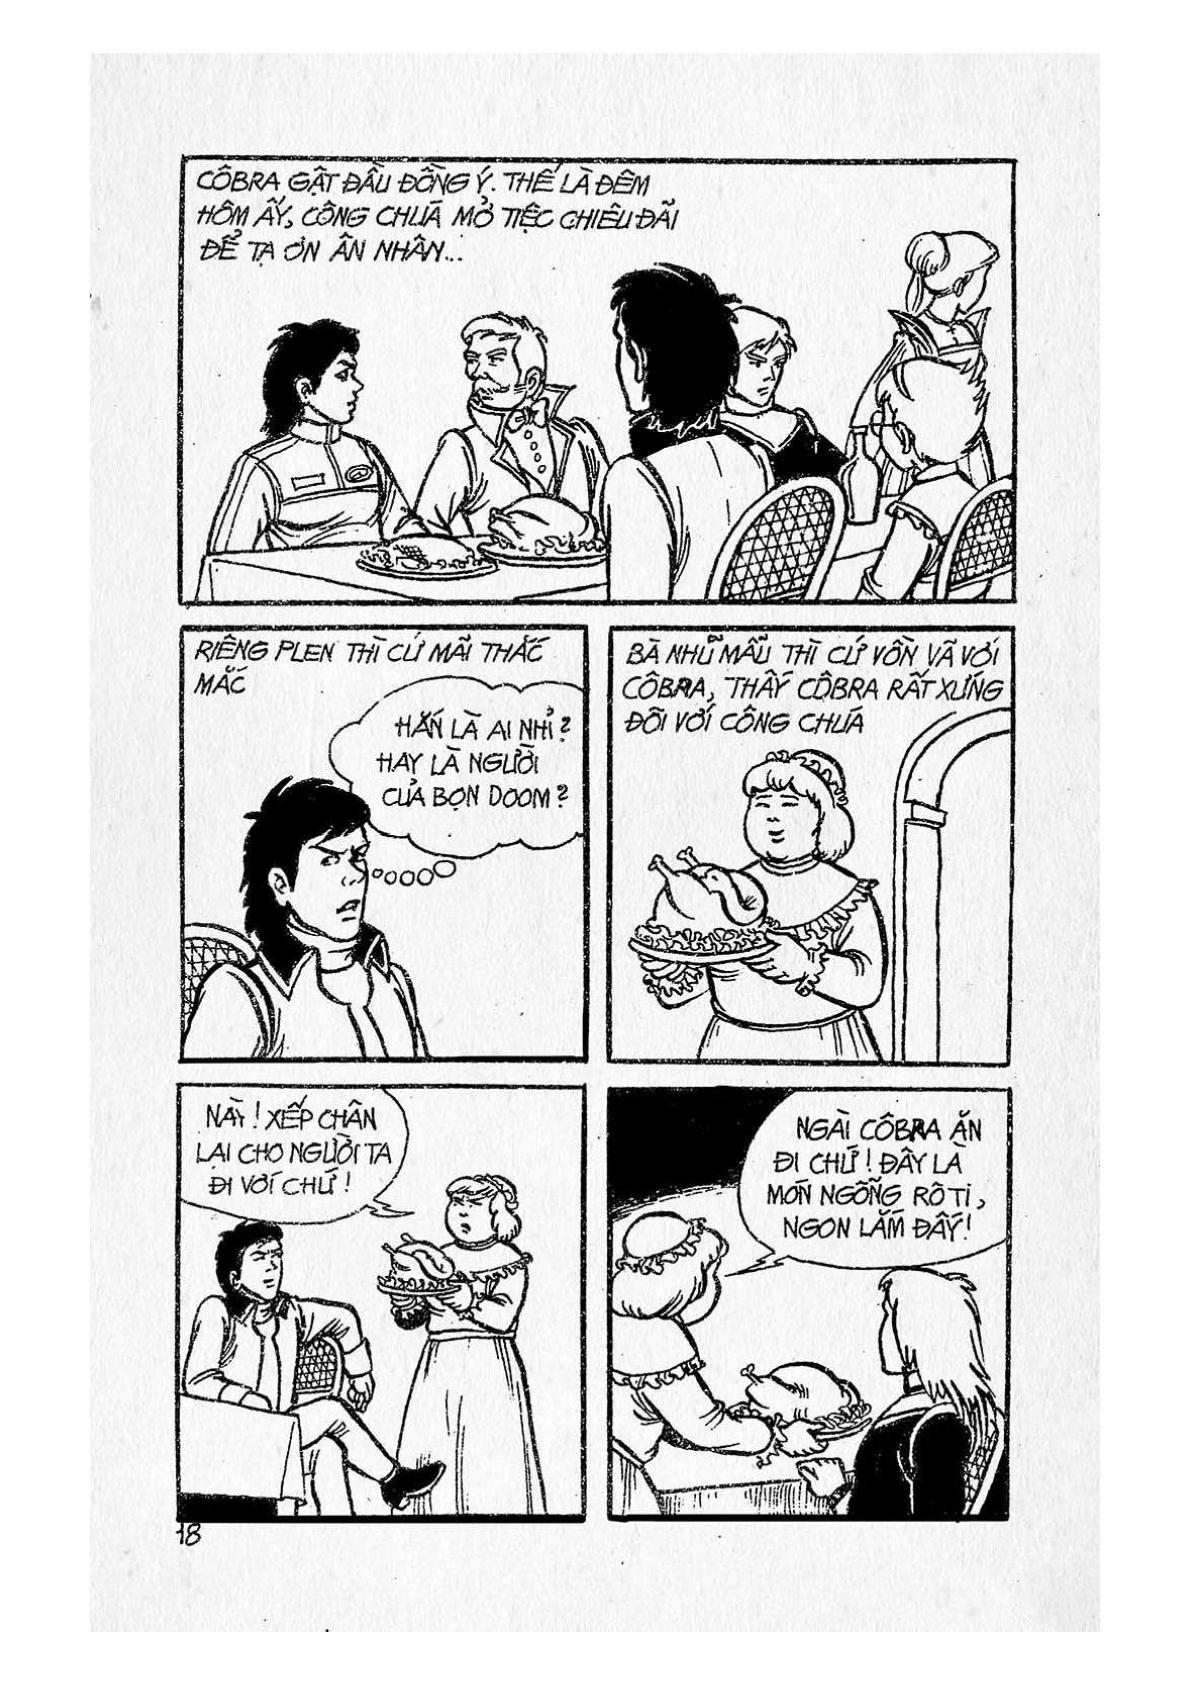 CÔBRA GẬT ĐẦU ĐỒNG Ý. THẾ LÀ ĐÊM
HÔM ẤY, CÔNG CHÚA MỞ TIỆC CHIÊU ĐÃI
ĐỂ TẠ ƠN ÂN NHÂN...
RIÊNG PLEN THÌ CỨ MÃI THẮC
MẮC
HẮN LÀ AI NHỈ?
HAY LÀ NGƯỜI
CỦA BỌN DOOM?
BÀ NHŨ MẪU THÌ CỨ VỒN VÃ VỚI
CÔBRA, THẤY CÔBRA RẤT XỨNG
ĐÔI VỚI CÔNG CHÚA
NÀY! XẾP CHÂN
LẠI CHO NGƯỜI TA
ĐI VỚI CHỨ!
NGÀI CÔBRA ĂN
ĐI CHỨ! ĐÂY LÀ
MÓN NGỖNG RÔTI,
NGON LẮM ĐẤY!
18